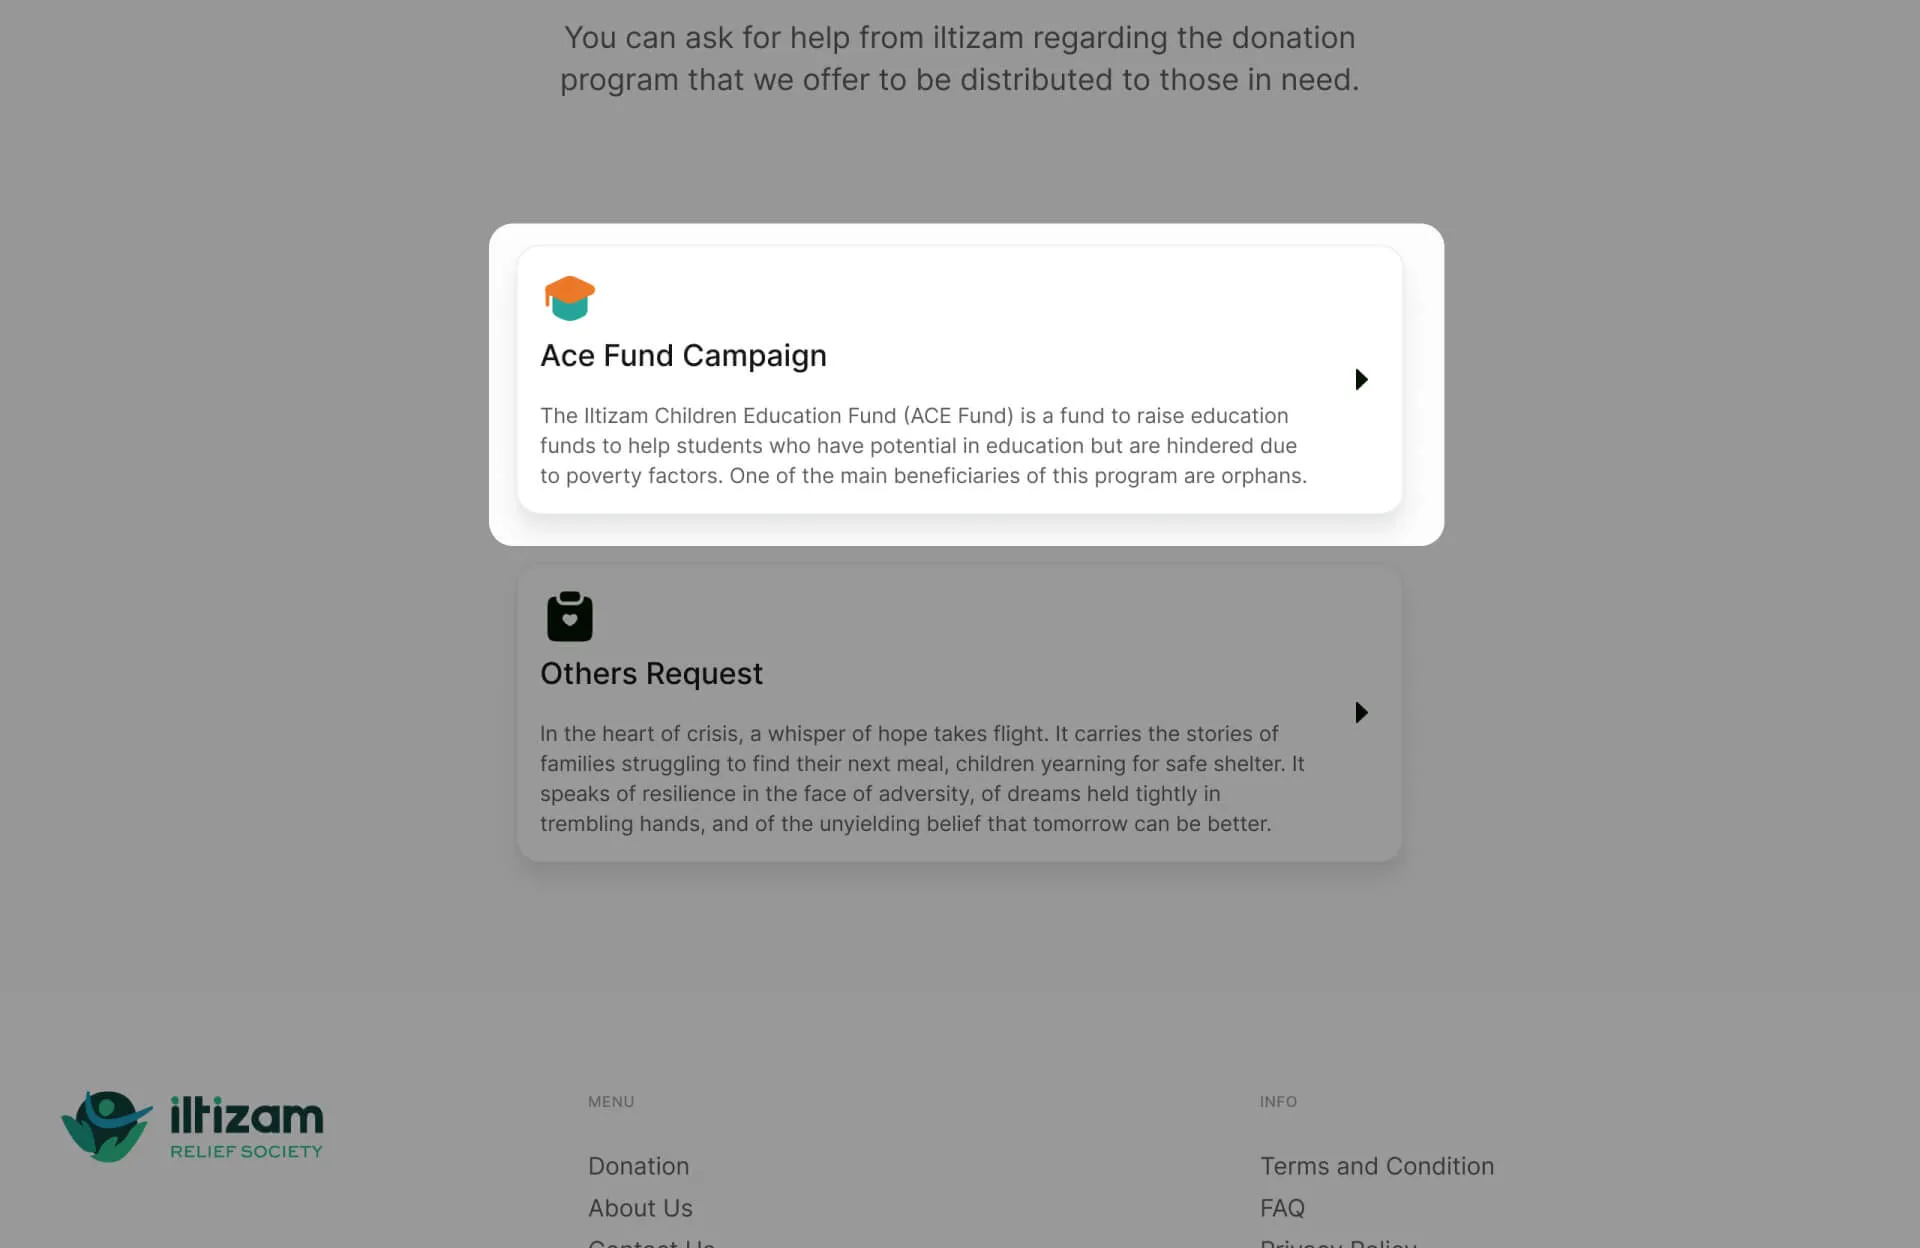 You can ask for help from iltizam regarding the donation
program that we offer to be distributed to those in need.
Ace Fund Campaign
The Iltizam Children Education Fund (ACE Fund) is a fund to raise education
funds to help students who have potential in education but are hindered due
to poverty factors. One of the main beneficiaries of this program are orphans.
Others Request
In the heart of crisis, a whisper of hope takes flight. It carries the stories of
families struggling to find their next meal, children yearning for safe shelter. It
speaks of resilience in the face of adversity, of dreams held tightly in
trembling hands, and of the unyielding belief that tomorrow can be better.
iltizam
RELIEF SOCIETY
MENU
Donation
About Us
Contact Us
INFO
Terms and Condition
FAQ
Privacy Policy